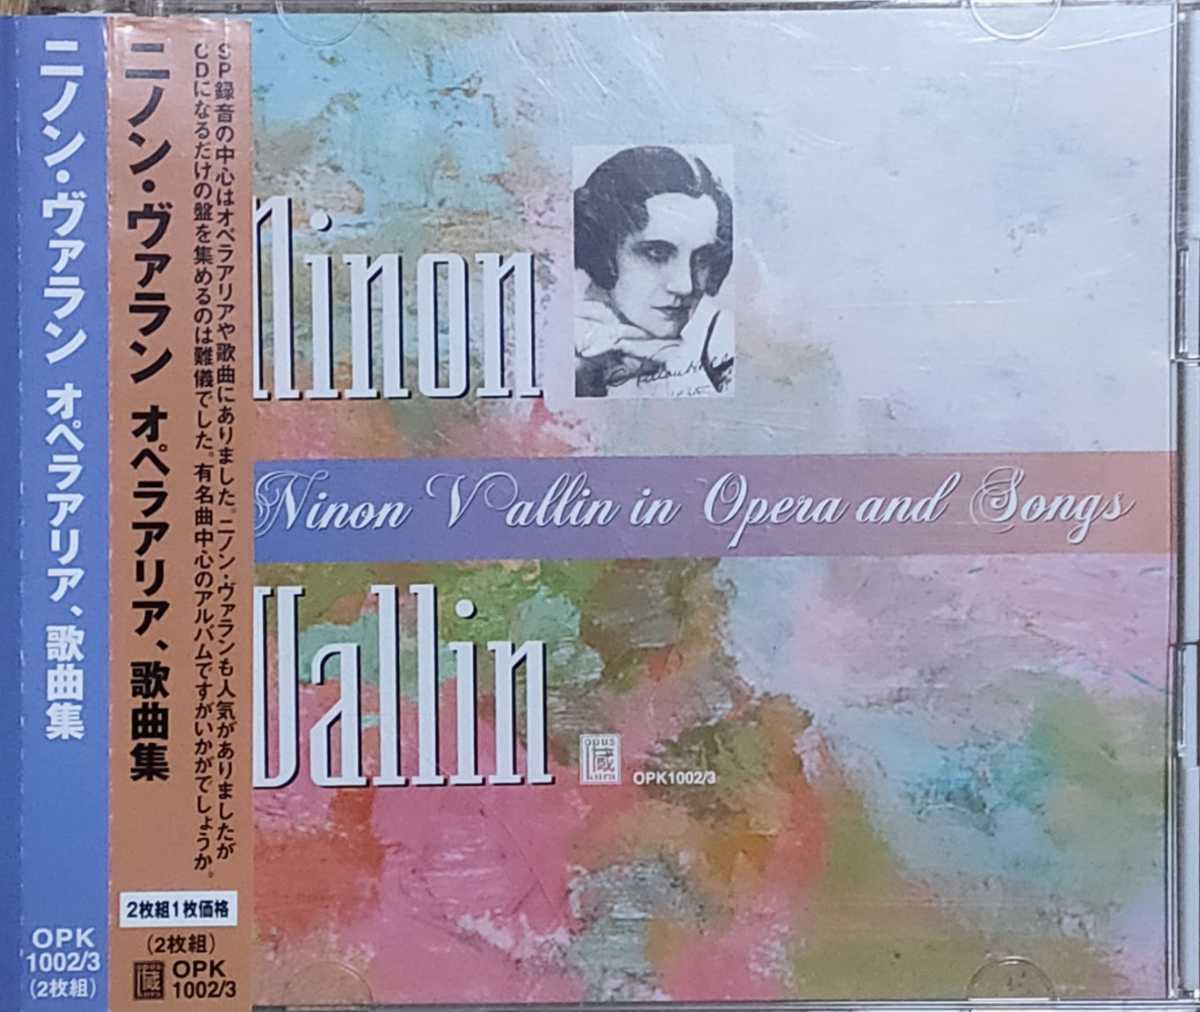 ニノン・ヴァラン オペラアリア、歌曲集
OPK
1002/3
(2枚組)
ニノン・ヴァラン オペラアリア、歌曲集
SP録音の中心はオペラアリアや歌曲にありました。ニノン・ヴァランも人気がありましたが
CDになるだけの盤を集めるのは難儀でした。有名曲中心のアルバムですがいかがでしょうか。
2枚組1枚価格
(2枚組)
OPK
1002/3
Ninon
Ninon Vallin in Opera and Songs
Vallin
opus
蔵
kura
OPK1002/3